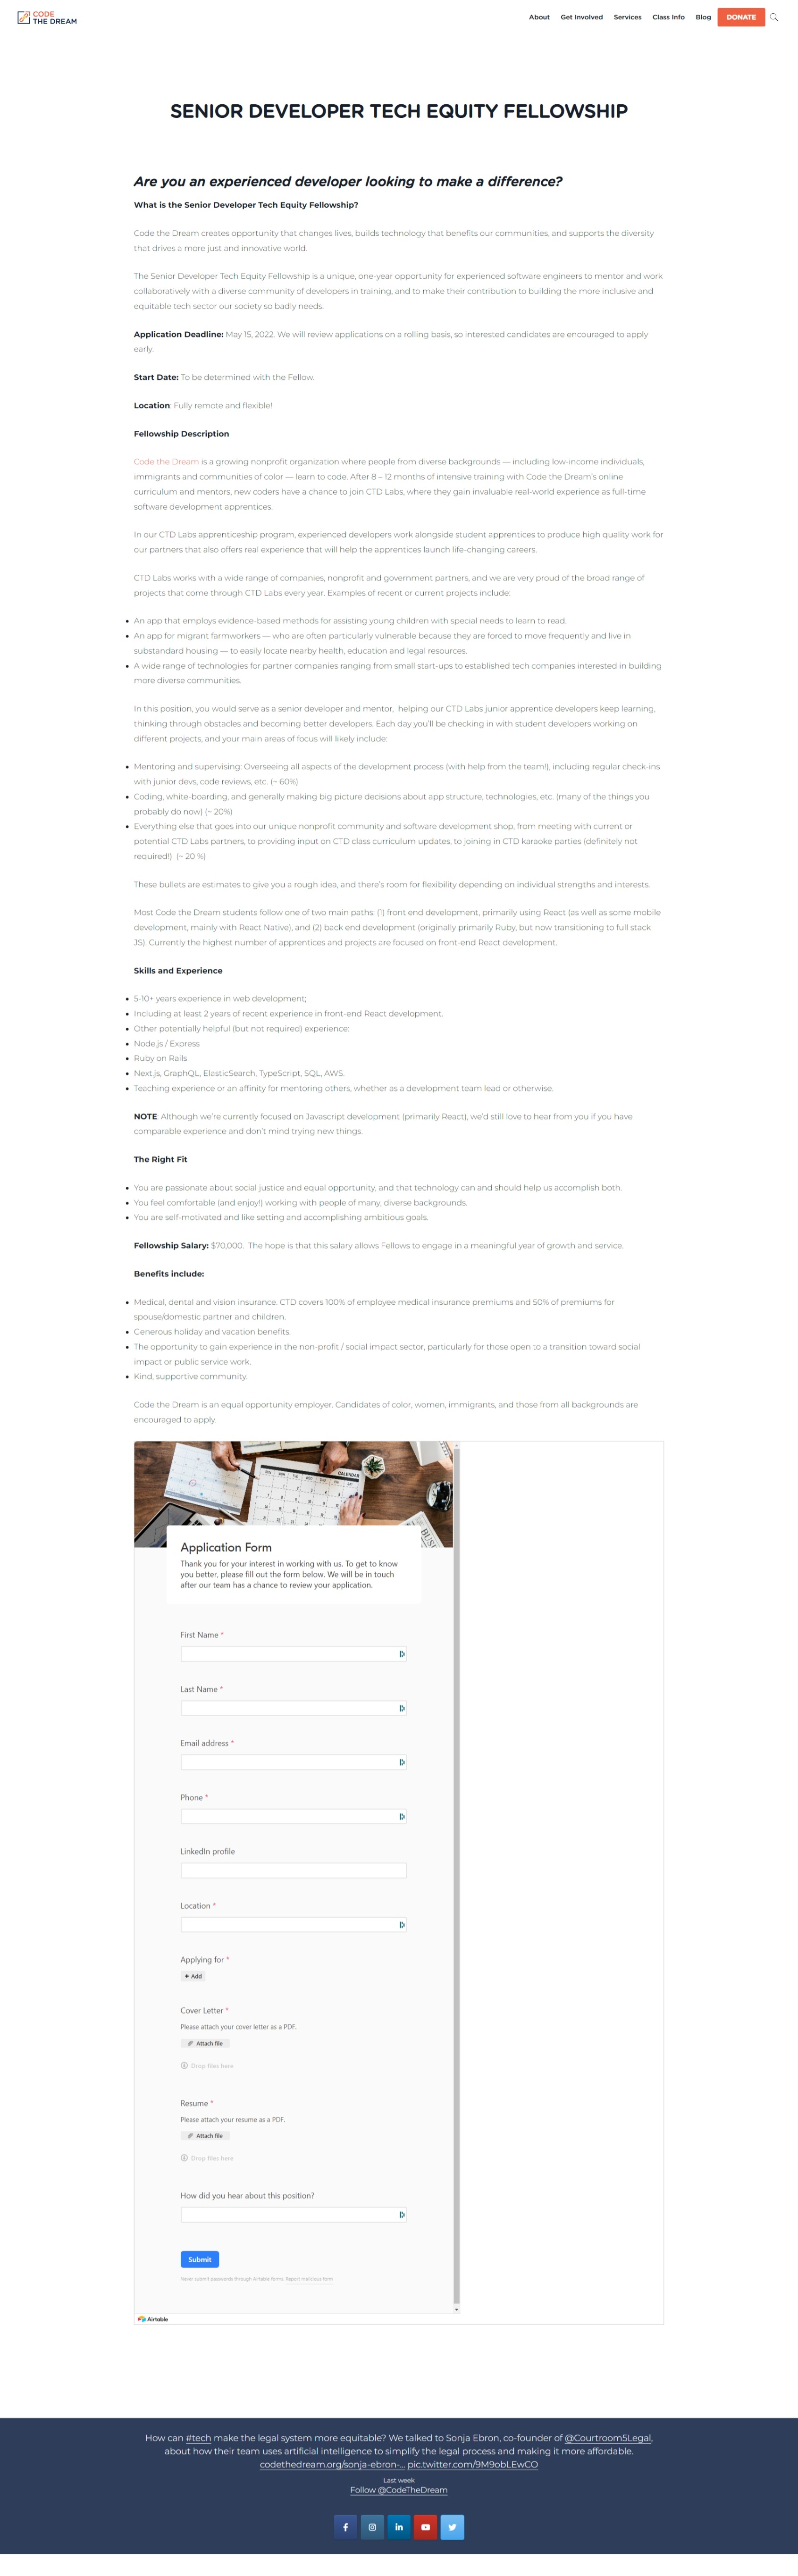 CODE
THE DREAM
About Get Involved Services Class Info Blog DONATE
SENIOR DEVELOPER TECH EQUITY FELLOWSHIP
Are you an experienced developer looking to make a difference?
What is the Senior Developer Tech Equity Fellowship?
Code the Dream creates opportunity that changes lives, builds technology that benefits our communities, and supports the diversity
that drives a more just and innovative world.
The Senior Developer Tech Equity Fellowship is a unique, one-year opportunity for experienced software engineers to mentor and work
collaboratively with a diverse community of developers in training, and to make their contribution to building the more inclusive and
equitable tech sector our society so badly needs.
Application Deadline: May 15, 2022. We will review applications on a rolling basis, so interested candidates are encouraged to apply
early.
Start Date: To be determined with the Fellow.
Location: Fully remote and flexible!
Fellowship Description
Code the Dream is a growing nonprofit organization where people from diverse backgrounds — including low-income individuals,
immigrants and communities of color — learn to code. After 8 – 12 months of intensive training with Code the Dream's online
curriculum and mentors, new coders have a chance to join CTD Labs, where they gain invaluable real-world experience as full-time
software development apprentices.
In our CTD Labs apprenticeship program, experienced developers work alongside student apprentices to produce high quality work for
our partners that also offers real experience that will help the apprentices launch life-changing careers.
CTD Labs works with a wide range of companies, nonprofit and government partners, and we are very proud of the broad range of
projects that come through CTD Labs every year. Examples of recent or current projects include:
• An app that employs evidence-based methods for assisting young children with special needs to learn to read.
• An app for migrant farmworkers — who are often particularly vulnerable because they are forced to move frequently and live in
substandard housing — to easily locate nearby health, education and legal resources.
• A wide range of technologies for partner companies ranging from small start-ups to established tech companies interested in building
more diverse communities.
In this position, you would serve as a senior developer and mentor, helping our CTD Labs junior apprentice developers keep learning,
thinking through obstacles and becoming better developers. Each day you'll be checking in with student developers working on
different projects, and your main areas of focus will likely include:
• Mentoring and supervising: Overseeing all aspects of the development process (with help from the team!), including regular check-ins
with junior devs, code reviews, etc. (~ 60%)
• Coding, white-boarding, and generally making big picture decisions about app structure, technologies, etc. (many of the things you
probably do now) (~ 20%)
• Everything else that goes into our unique nonprofit community and software development shop, from meeting with current or
potential CTD Labs partners, to providing input on CTD class curriculum updates, to joining in CTD karaoke parties (definitely not
required!) (~ 20 %)
These bullets are estimates to give you a rough idea, and there's room for flexibility depending on individual strengths and interests.
Most Code the Dream students follow one of two main paths: (1) front end development, primarily using React (as well as some mobile
development, mainly with React Native), and (2) back end development (originally primarily Ruby, but now transitioning to full stack
JS). Currently the highest number of apprentices and projects are focused on front-end React development.
Skills and Experience
• 5-10+ years experience in web development;
• Including at least 2 years of recent experience in front-end React development.
• Other potentially helpful (but not required) experience:
• Node.js / Express
• Ruby on Rails
• Next.js, GraphQL, ElasticSearch, TypeScript, SQL, AWS.
• Teaching experience or an affinity for mentoring others, whether as a development team lead or otherwise.
NOTE: Although we're currently focused on Javascript development (primarily React), we'd still love to hear from you if you have
comparable experience and don't mind trying new things.
The Right Fit
• You are passionate about social justice and equal opportunity, and that technology can and should help us accomplish both.
• You feel comfortable (and enjoy!) working with people of many, diverse backgrounds.
• You are self-motivated and like setting and accomplishing ambitious goals.
Fellowship Salary: $70,000. The hope is that this salary allows Fellows to engage in a meaningful year of growth and service.
Benefits include:
• Medical, dental and vision insurance. CTD covers 100% of employee medical insurance premiums and 50% of premiums for
spouse/domestic partner and children.
• Generous holiday and vacation benefits.
• The opportunity to gain experience in the non-profit / social impact sector, particularly for those open to a transition toward social
impact or public service work.
• Kind, supportive community.
Code the Dream is an equal opportunity employer. Candidates of color, women, immigrants, and those from all backgrounds are
encouraged to apply.
CALENDAR
Application Form
Thank you for your interest in working with us. To get to know
you better, please fill out the form below. We will be in touch
after our team has a chance to review your application.
First Name *
Last Name *
Email address *
Phone *
LinkedIn profile
Location *
Applying for *
+ Add
Cover Letter *
Please attach your cover letter as a PDF.
Attach file
Drop files here
Resume *
Please attach your resume as a PDF.
Attach file
Drop files here
How did you hear about this position?
Submit
Never submit passwords through Airtable forms. Report malicious form
Airtable
How can #tech make the legal system more equitable? We talked to Sonja Ebron, co-founder of @Courtroom5Legal,
about how their team uses artificial intelligence to simplify the legal process and making it more affordable.
codethedream.org/sonja-ebron-... pic.twitter.com/9M9obLEwCO
Last week
Follow @CodeTheDream